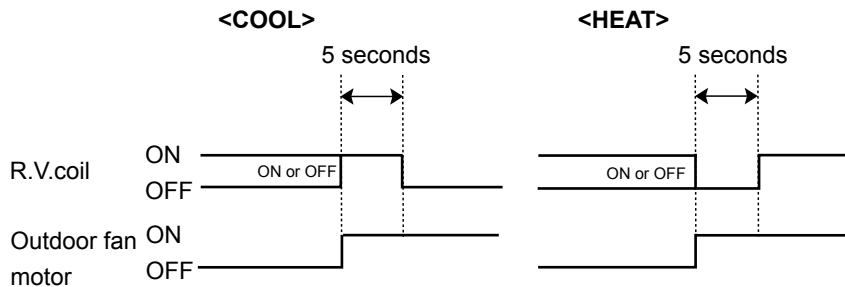 <COOL> <HEAT>
5 seconds 5 seconds
R.V.coil ON ON or OFF ON or OFF
OFF
Outdoor fan ON
motor OFF